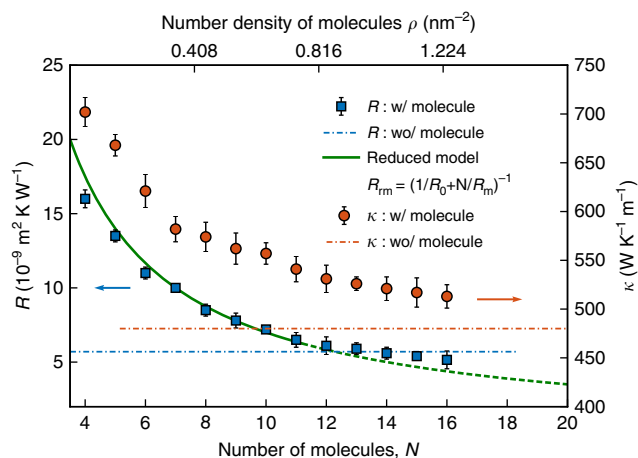 Number density of molecules ρ (nm⁻²)
0.408 0.816 1.224
25 750
20 700
15 650
10 600
5 550
500
450
400
R : w/ molecule
R : wo/ molecule
Reduced model
R_rm = (1/R_0+N/R_m)⁻¹
κ : w/ molecule
κ : wo/ molecule
R (10⁻⁹ m² K W⁻¹)
κ (W K⁻¹ m⁻¹)
4 6 8 10 12 14 16 18 20
Number of molecules, N